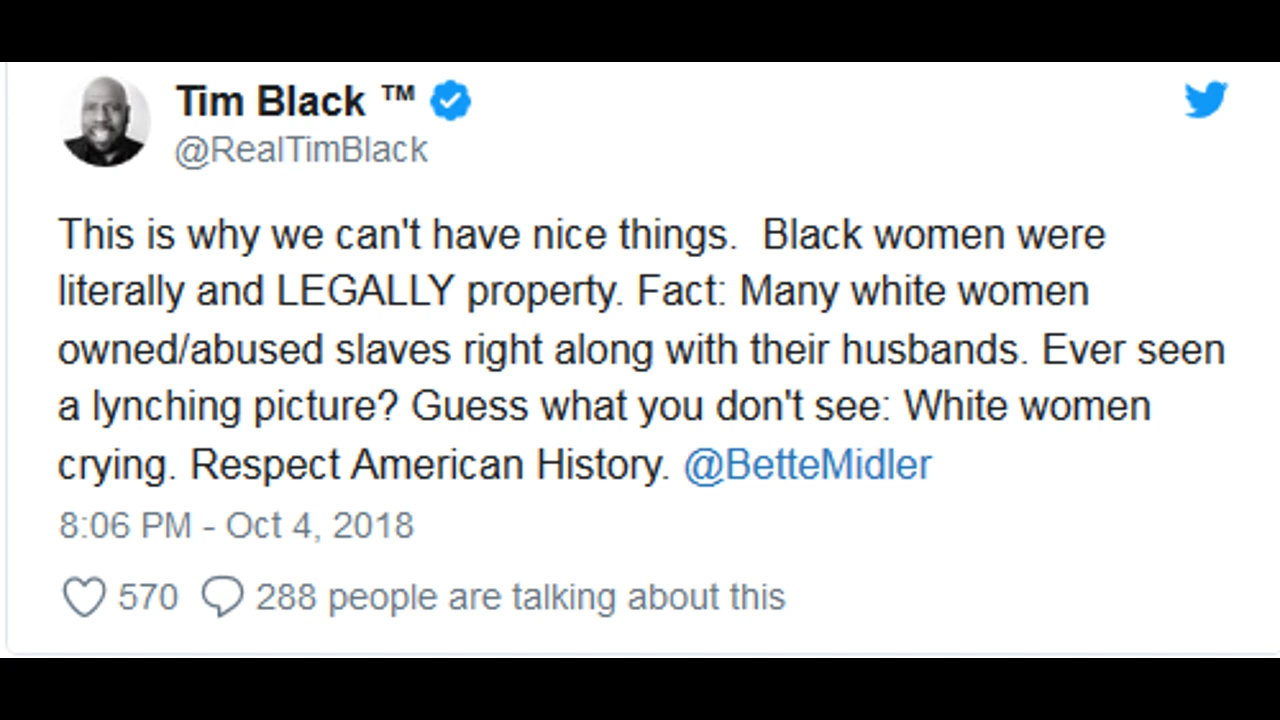 Tim Black ™
@RealTimBlack
This is why we can't have nice things.  Black women were
literally and LEGALLY property. Fact: Many white women
owned/abused slaves right along with their husbands. Ever seen
a lynching picture? Guess what you don't see: White women
crying. Respect American History. @BetteMidler
8:06 PM - Oct 4, 2018
570 288 people are talking about this